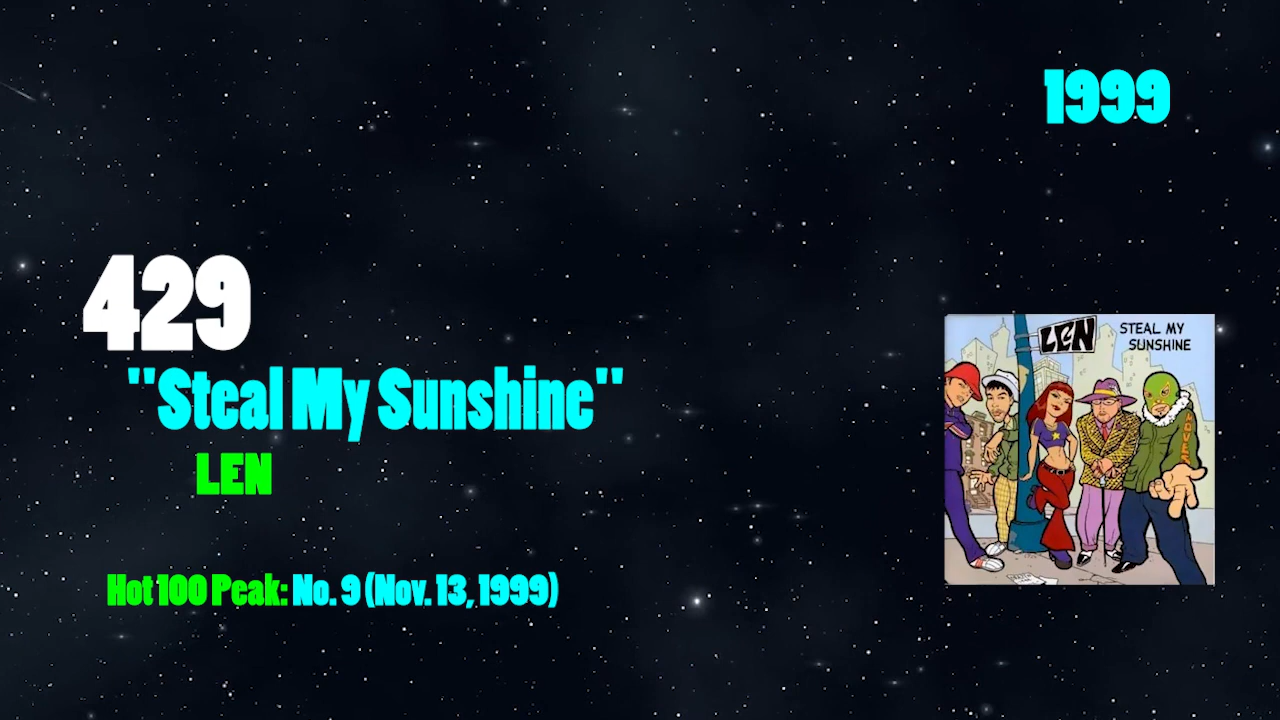 1999
429
"Steal My Sunshine"
LEN
Hot 100 Peak: No. 9 (Nov. 13, 1999)
LEN
STEAL MY
SUNSHINE